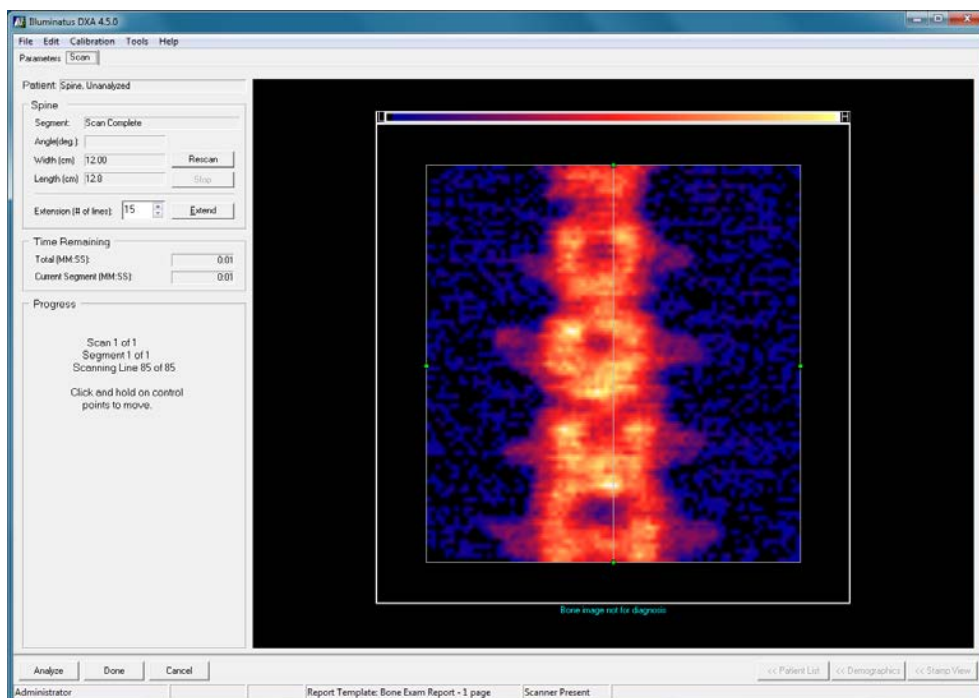 Illuminatus DXA 4.5.0
File Edit Calibration Tools Help
Parameters Scan
Patient: Spine, Unanalyzed
Spine
Segment: Scan Complete
Angle(deg.):
Width (cm) 12.00 Rescan
Length (cm) 12.0 Stop
Extension (# of lines): 15 Extend
Time Remaining
Total (MM:SS): 0:01
Current Segment (MM:SS): 0:01
Progress
Scan 1 of 1
Segment 1 of 1
Scanning Line 85 of 85
Click and hold on control
points to move.
L H
Bone image not for diagnosis
Analyze Done Cancel << Patient List << Demographics << Stamp View
Administrator Report Template: Bone Exam Report - 1 page Scanner Present